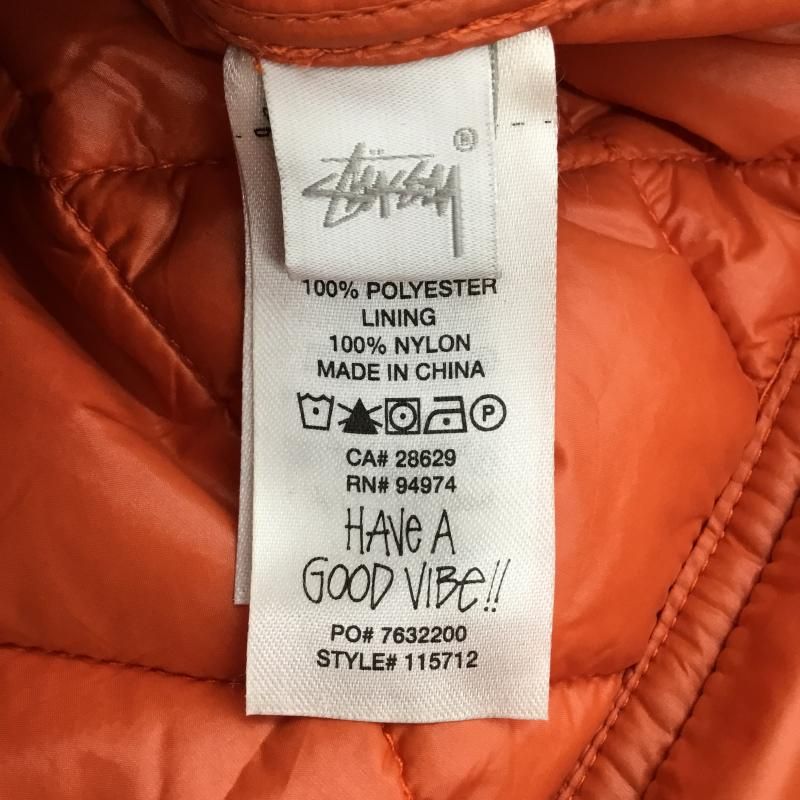 Stüssy ®
100% POLYESTER
LINING
100% NYLON
MADE IN CHINA
P
CA# 28629
RN# 94974
HAVE A
GOOD VIBE!!
PO# 7632200
STYLE# 115712